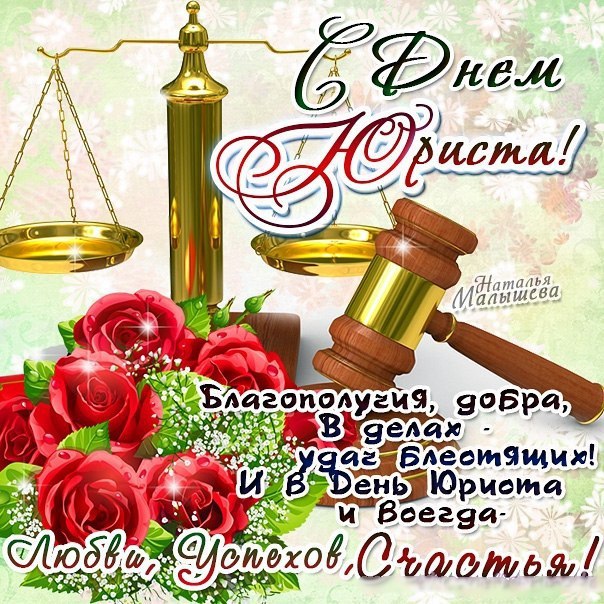 С Днем
Юриста!
Наталья
Малышева
Благополучия, добра,
В делах -
удач блестящих!
И в День Юриста
и Всегда-
Любви, Успехов, Счастья!